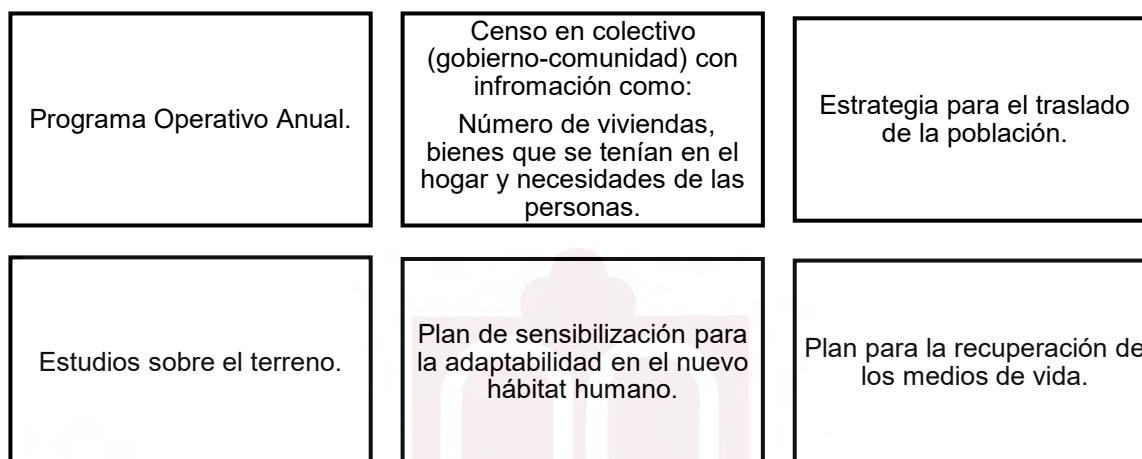 Programa Operativo Anual.
Censo en colectivo
(gobierno-comunidad) con
infromación como:
Número de viviendas,
bienes que se tenían en el
hogar y necesidades de las
personas.
Estrategia para el traslado
de la población.
Estudios sobre el terreno.
Plan de sensibilización para
la adaptabilidad en el nuevo
hábitat humano.
Plan para la recuperación de
los medios de vida.